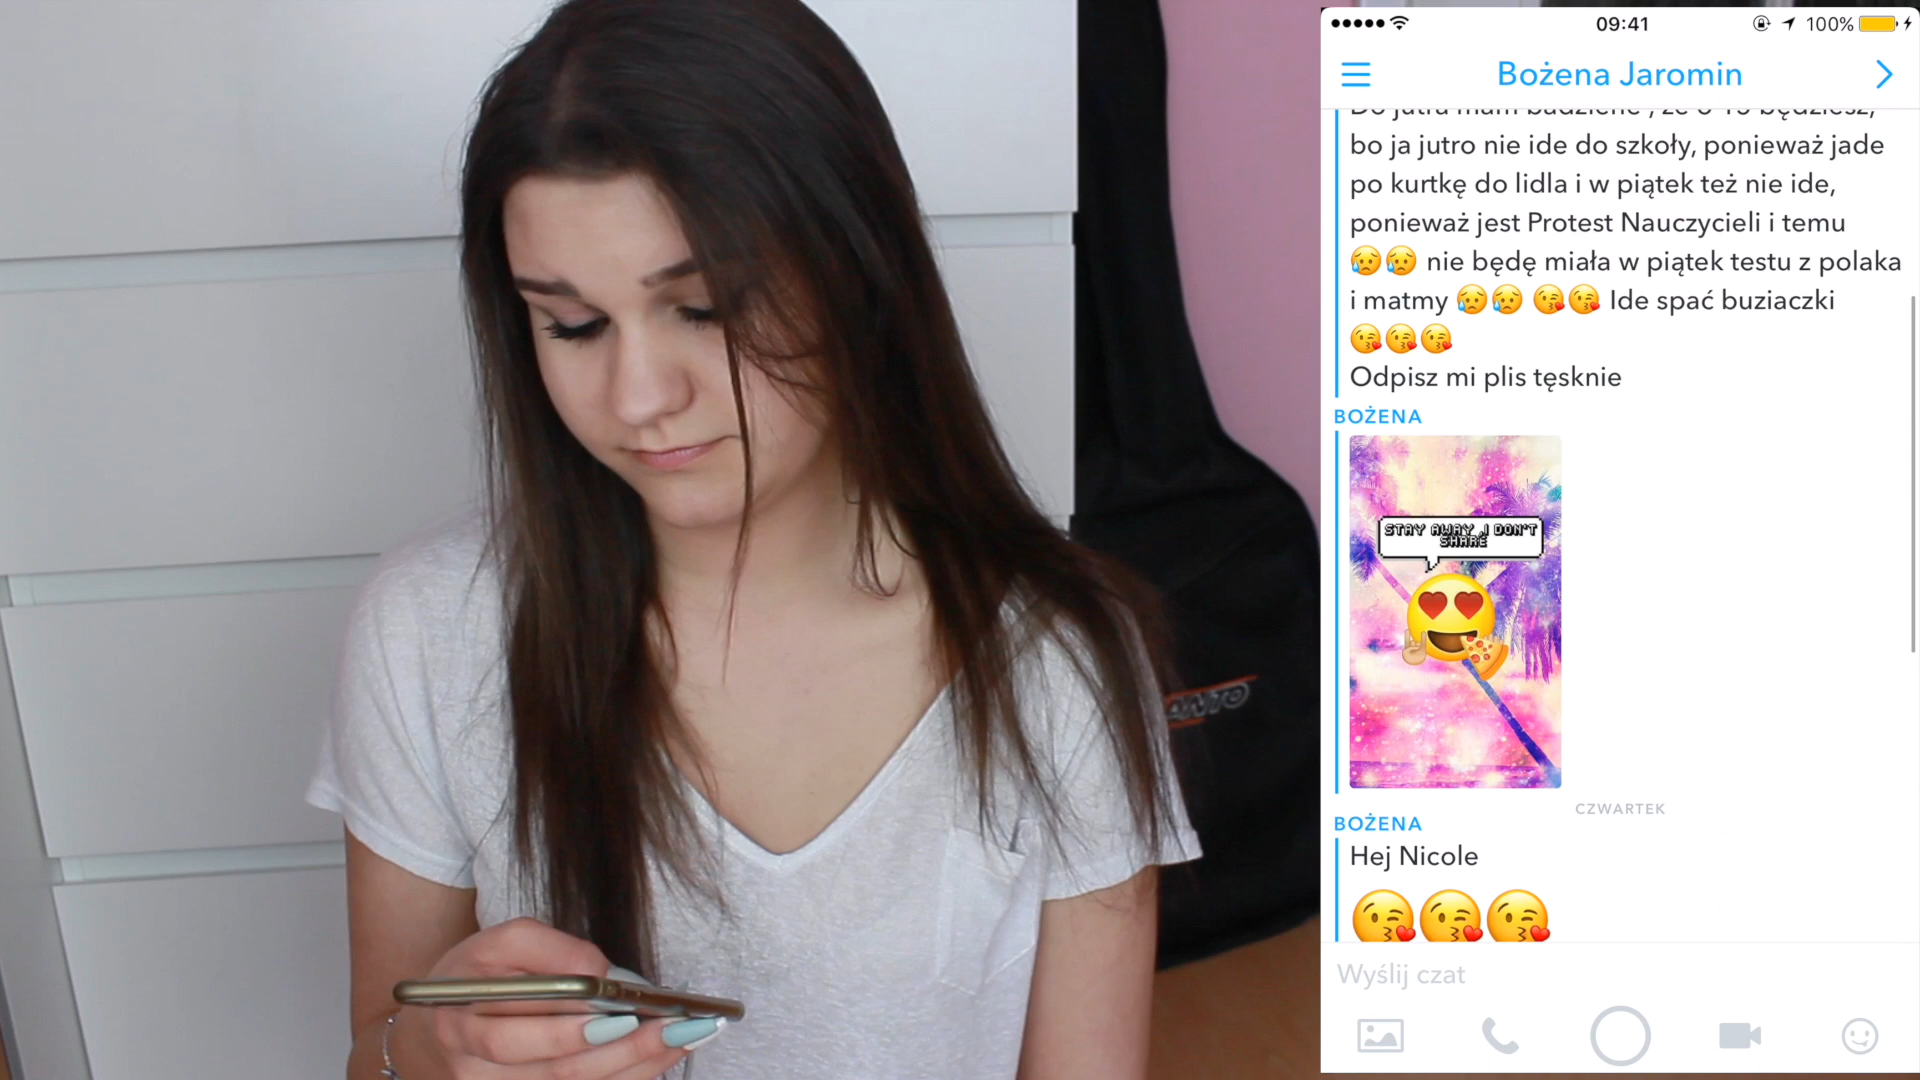 09:41
100%
Bożena Jaromin
bo ja jutro nie ide do szkoły, ponieważ jade
po kurtkę do lidla i w piątek też nie ide,
ponieważ jest Protest Nauczycieli i temu
😥😥 nie będę miała w piątek testu z polaka
i matmy 😥😥 😘😘 Ide spać buziaczki
😘😘😘
Odpisz mi plis tęsknie
BOŻENA
STAY AWAY ,I DON'T
SHARE
CZWARTEK
BOŻENA
Hej Nicole
😘😘😘
Wyślij czat